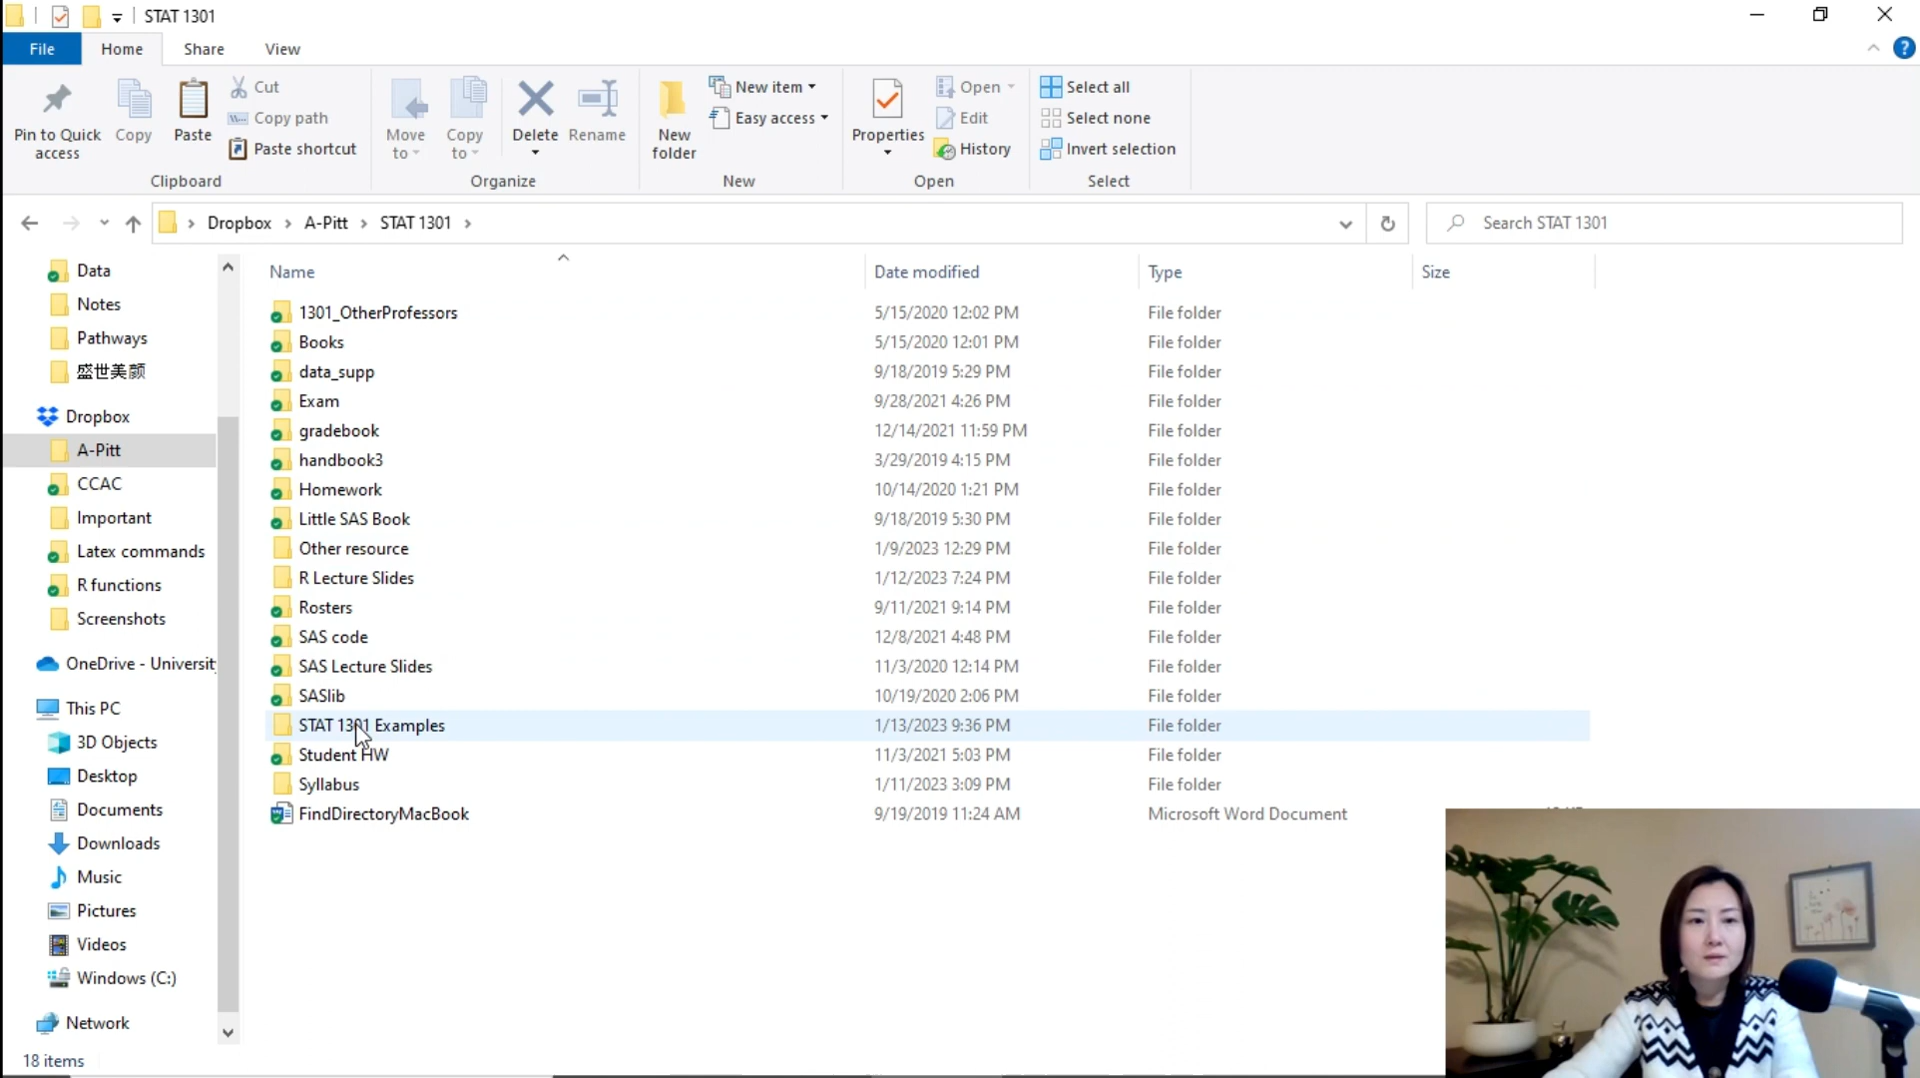 STAT 1301
File Home Share View
Pin to Quick access
Copy
Paste
Cut
Copy path
Paste shortcut
Clipboard
Move to
Copy to
Delete
Rename
Organize
New folder
New item
Easy access
New
Properties
Open
Edit
History
Open
Select all
Select none
Invert selection
Select
Dropbox > A-Pitt > STAT 1301 >
Search STAT 1301
Data
Notes
Pathways
盛世美颜
Dropbox
A-Pitt
CCAC
Important
Latex commands
R functions
Screenshots
OneDrive - Universit
This PC
3D Objects
Desktop
Documents
Downloads
Music
Pictures
Videos
Windows (C:)
Network
Name Date modified Type Size
1301_OtherProfessors 5/15/2020 12:02 PM File folder
Books 5/15/2020 12:01 PM File folder
data_supp 9/18/2019 5:29 PM File folder
Exam 9/28/2021 4:26 PM File folder
gradebook 12/14/2021 11:59 PM File folder
handbook3 3/29/2019 4:15 PM File folder
Homework 10/14/2020 1:21 PM File folder
Little SAS Book 9/18/2019 5:30 PM File folder
Other resource 1/9/2023 12:29 PM File folder
R Lecture Slides 1/12/2023 7:24 PM File folder
Rosters 9/11/2021 9:14 PM File folder
SAS code 12/8/2021 4:48 PM File folder
SAS Lecture Slides 11/3/2020 12:14 PM File folder
SASlib 10/19/2020 2:06 PM File folder
STAT 1301 Examples 1/13/2023 9:36 PM File folder
Student HW 11/3/2021 5:03 PM File folder
Syllabus 1/11/2023 3:09 PM File folder
FindDirectoryMacBook 9/19/2019 11:24 AM Microsoft Word Document
18 items